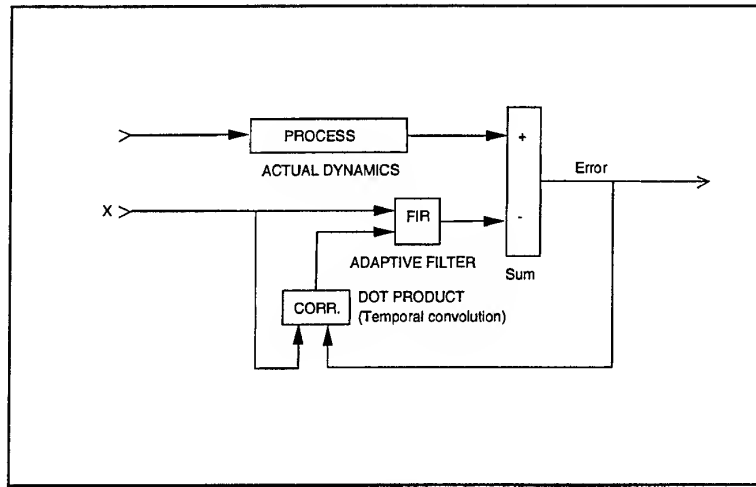 PROCESS
+
ACTUAL DYNAMICS
Error
X
FIR
-
ADAPTIVE FILTER
Sum
CORR.
DOT PRODUCT
(Temporal convolution)